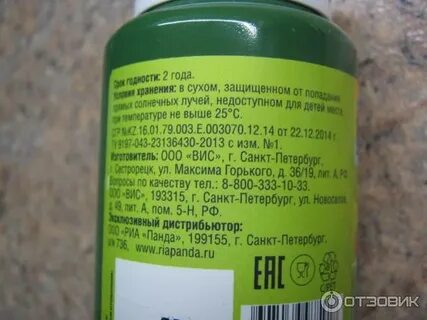 Срок годности: 2 года.
Условия хранения: в сухом, защищенном от попадания
прямых солнечных лучей, недоступном для детей месте
при температуре не выше 25°С.
СГР №KZ.16.01.79.003.Е.003070.12.14 от 22.12.2014 г.
ТУ 9197-043-23136430-2013 с изм. №1.
Изготовитель: ООО «ВИС», г. Санкт-Петербург,
г. Сестрорецк, ул. Максима Горького, д. 36/19, лит. А, РФ
Вопросы по качеству тел.: 8-800-333-10-33.
ООО «ВИС», 193315, г. Санкт-Петербург, ул. Новоселов,
д. 49, лит. А, пом. 5-Н, РФ.
Эксклюзивный дистрибьютор:
ООО «РИА «Панда», 199155, г. Санкт-Петербург,
а/я 736, www.riapanda.ru
ЕАС
ОТЗОВИК